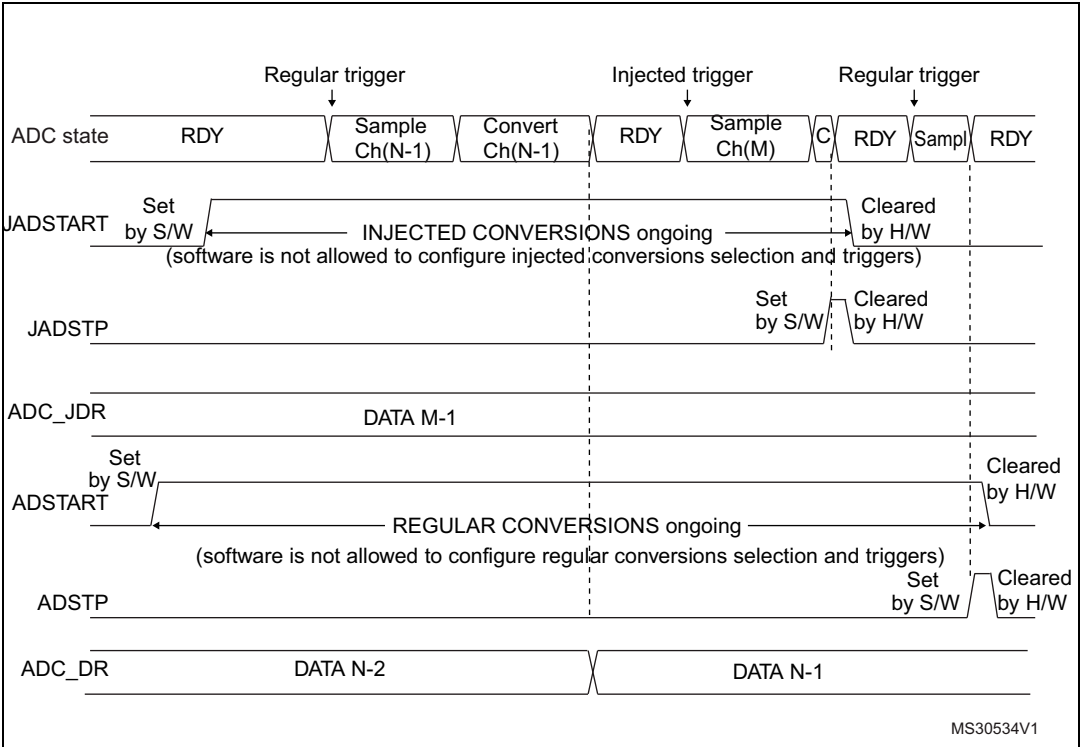 Regular trigger
Injected trigger
Regular trigger
ADC state
RDY
Sample
Ch(N-1)
Convert
Ch(N-1)
RDY
Sample
Ch(M)
C
RDY
Sampl
RDY
JADSTART
Set
by S/W
INJECTED CONVERSIONS ongoing
Cleared
by H/W
(software is not allowed to configure injected conversions selection and triggers)
JADSTP
Set
by S/W
Cleared
by H/W
ADC_JDR
DATA M-1
ADSTART
Set
by S/W
REGULAR CONVERSIONS ongoing
Cleared
by H/W
(software is not allowed to configure regular conversions selection and triggers)
ADSTP
Set
by S/W
Cleared
by H/W
ADC_DR
DATA N-2
DATA N-1
MS30534V1